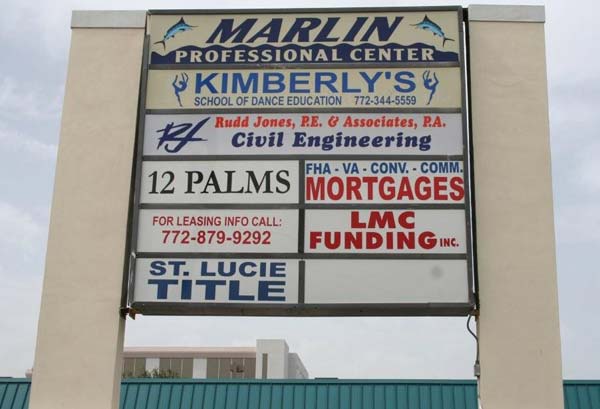 MARLIN
PROFESSIONAL CENTER
KIMBERLY'S
SCHOOL OF DANCE EDUCATION 772-344-5559
RJ Rudd Jones, P.E. & Associates, P.A.
Civil Engineering
12 PALMS
FHA - VA - CONV. - COMM.
MORTGAGES
FOR LEASING INFO CALL:
772-879-9292
LMC
FUNDING INC.
ST. LUCIE
TITLE